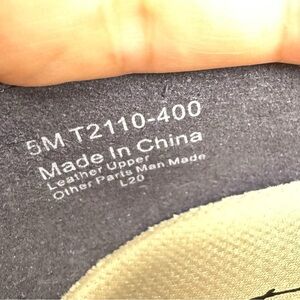 5M T2110-400
Made In China
Leather Upper
Other Parts Man Made
L20